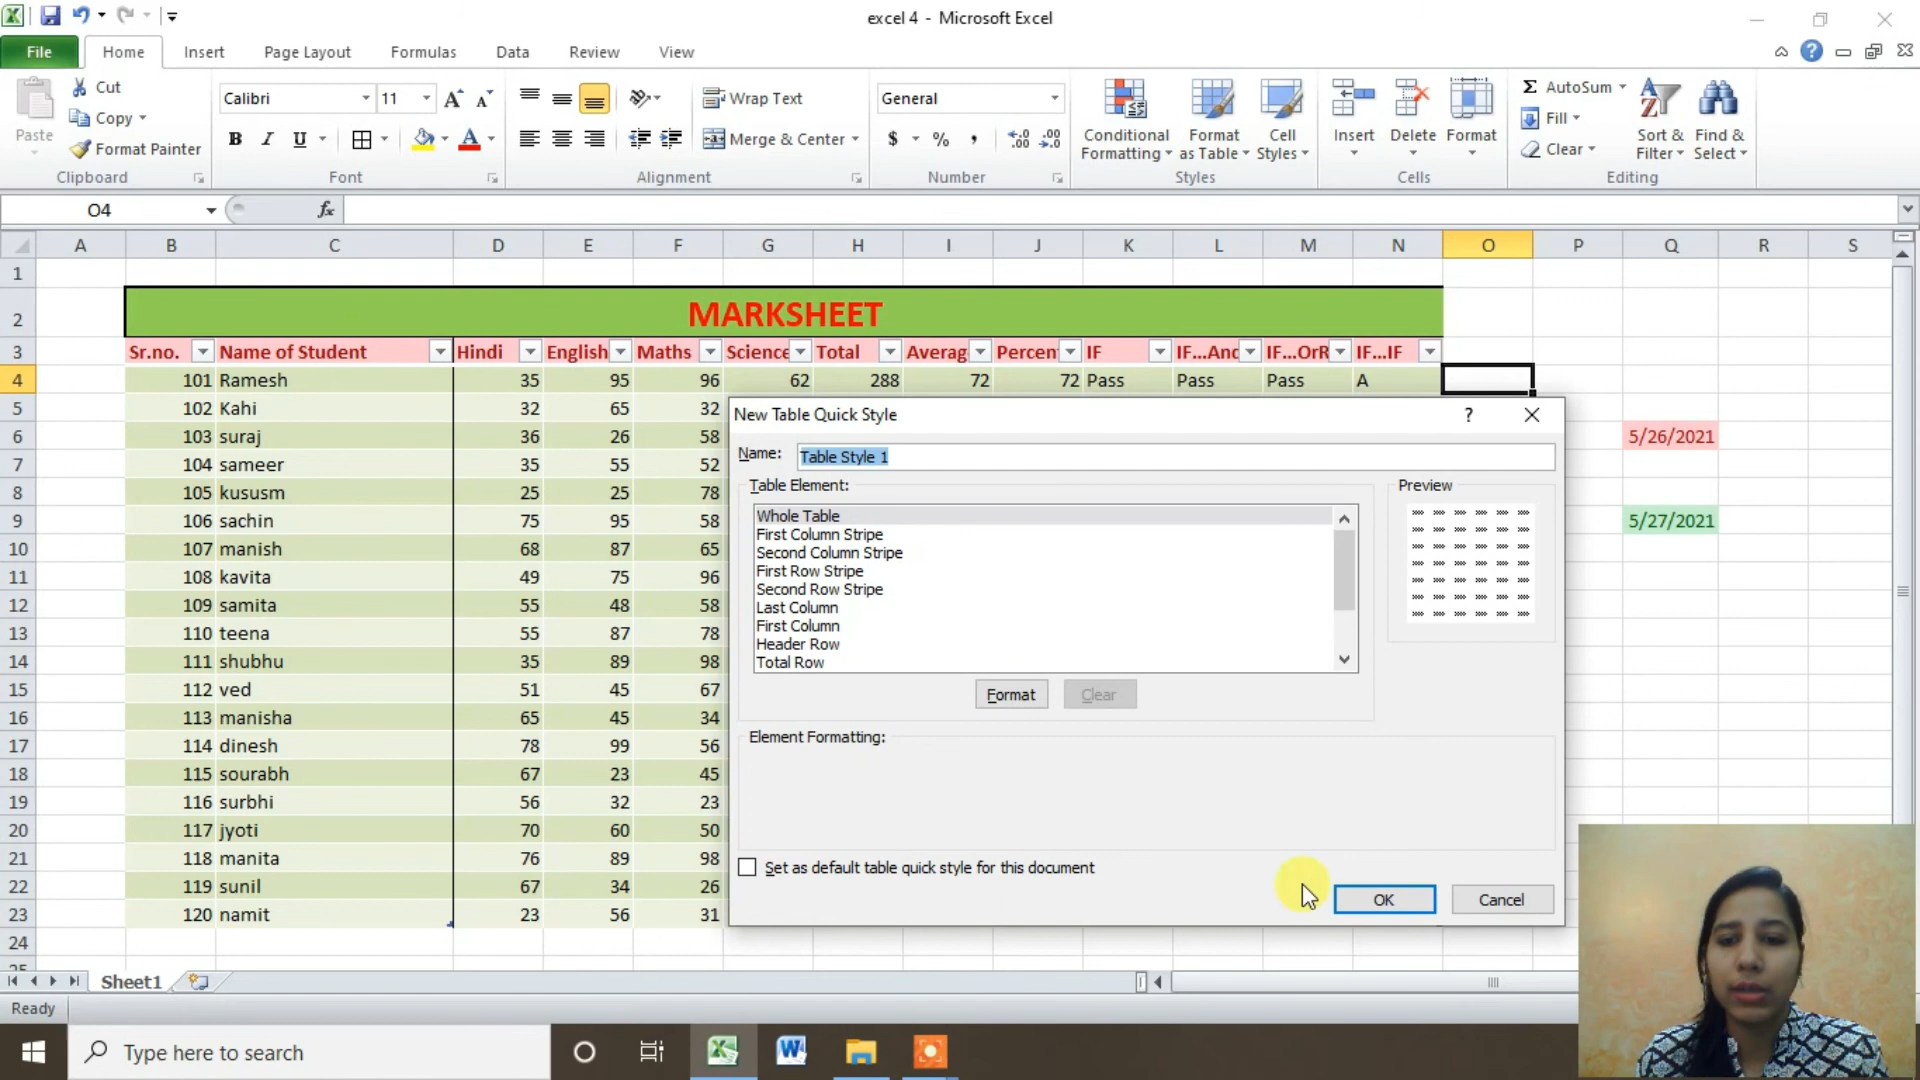 excel 4 - Microsoft Excel
File Home Insert Page Layout Formulas Data Review View
Cut
Copy
Format Painter
Paste
Clipboard
Calibri 11
B I U
Font
Wrap Text
Merge & Center
Alignment
General
$ % ,
Number
Conditional Formatting
Format as Table
Cell Styles
Styles
Insert Delete Format
Cells
AutoSum
Fill
Clear
Sort & Filter
Find & Select
Editing
O4 fx
A B C D E F G H I J K L M N O P Q R S
1
2 MARKSHEET
3 Sr.no. Name of Student Hindi English Maths Science Total Averag Percen IF IF...And IF...OrR IF...IF
4 101 Ramesh 35 95 96 62 288 72 72 Pass Pass Pass A
5 102 Kahi 32 65 32
6 103 suraj 36 26 58 5/26/2021
7 104 sameer 35 55 52
8 105 kususm 25 25 78
9 106 sachin 75 95 58 5/27/2021
10 107 manish 68 87 65
11 108 kavita 49 75 96
12 109 samita 55 48 58
13 110 teena 55 87 78
14 111 shubhu 35 89 98
15 112 ved 51 45 67
16 113 manisha 65 45 34
17 114 dinesh 78 99 56
18 115 sourabh 67 23 45
19 116 surbhi 56 32 23
20 117 jyoti 70 60 50
21 118 manita 76 89 98
22 119 sunil 67 34 26
23 120 namit 23 56 31
24
New Table Quick Style ?
Name: Table Style 1
Table Element:
Whole Table
First Column Stripe
Second Column Stripe
First Row Stripe
Second Row Stripe
Last Column
First Column
Header Row
Total Row
Preview
Format Clear
Element Formatting:
Set as default table quick style for this document
OK Cancel
Sheet1
Ready
Type here to search